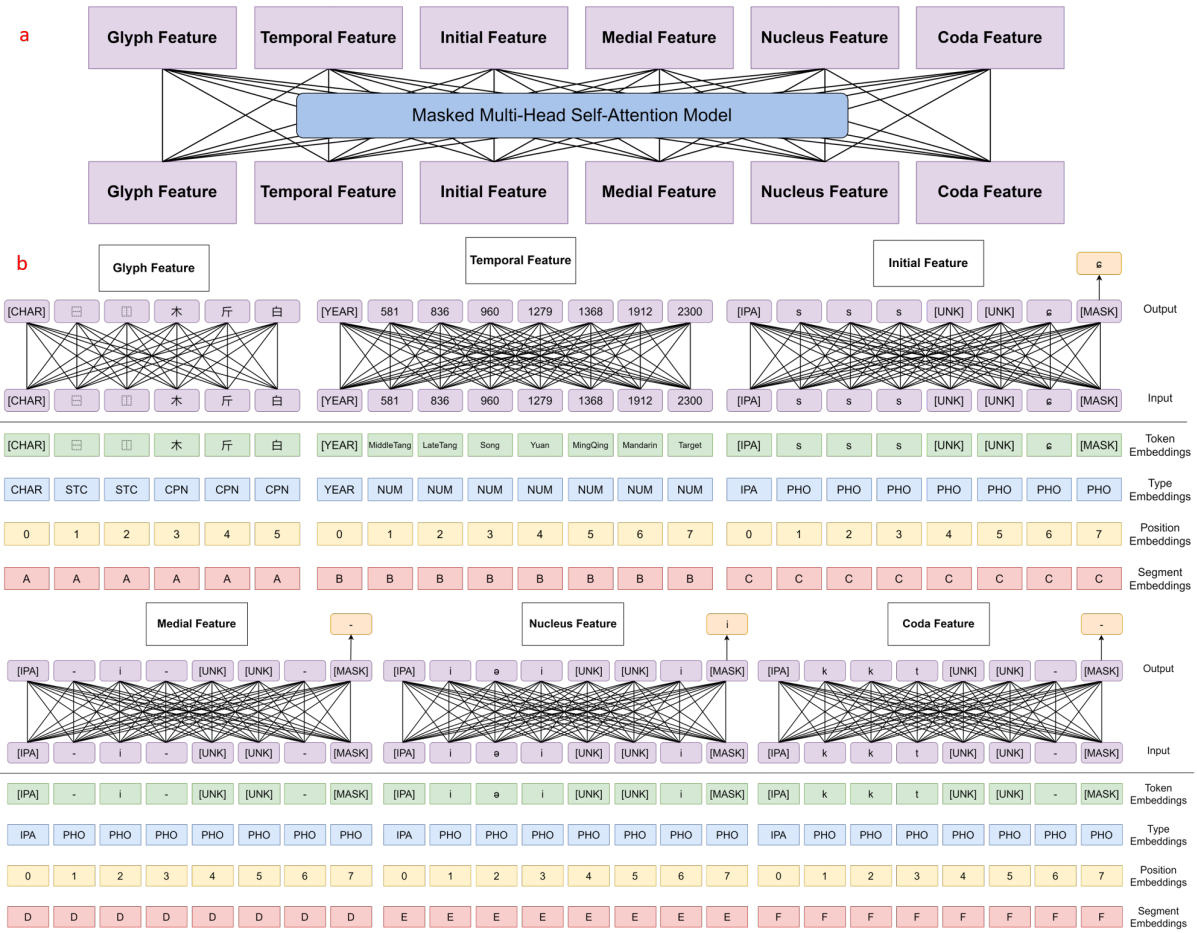 a
Glyph Feature Temporal Feature Initial Feature Medial Feature Nucleus Feature Coda Feature
Masked Multi-Head Self-Attention Model
Glyph Feature Temporal Feature Initial Feature Medial Feature Nucleus Feature Coda Feature
b
Glyph Feature Temporal Feature Initial Feature ɕ
[CHAR] ⿱ ⿰ 木 斤 白 [YEAR] 581 836 960 1279 1368 1912 2300 [IPA] s s s [UNK] [UNK] ɕ [MASK] Output
[CHAR] ⿱ ⿰ 木 斤 白 [YEAR] 581 836 960 1279 1368 1912 2300 [IPA] s s s [UNK] [UNK] ɕ [MASK] Input
[CHAR] ⿱ ⿰ 木 斤 白 [YEAR] MiddleTang LateTang Song Yuan MingQing Mandarin Target [IPA] s s s [UNK] [UNK] ɕ [MASK] Token Embeddings
CHAR STC STC CPN CPN CPN YEAR NUM NUM NUM NUM NUM NUM NUM IPA PHO PHO PHO PHO PHO PHO PHO Type Embeddings
0 1 2 3 4 5 0 1 2 3 4 5 6 7 0 1 2 3 4 5 6 7 Position Embeddings
A A A A A A B B B B B B B B C C C C C C C C Segment Embeddings
Medial Feature - Nucleus Feature i Coda Feature -
[IPA] - i - [UNK] [UNK] - [MASK] [IPA] i ə i [UNK] [UNK] i [MASK] [IPA] k k t [UNK] [UNK] - [MASK] Output
[IPA] - i - [UNK] [UNK] - [MASK] [IPA] i ə i [UNK] [UNK] i [MASK] [IPA] k k t [UNK] [UNK] - [MASK] Input
[IPA] - i - [UNK] [UNK] - [MASK] [IPA] i ə i [UNK] [UNK] i [MASK] [IPA] k k t [UNK] [UNK] - [MASK] Token Embeddings
IPA PHO PHO PHO PHO PHO PHO PHO IPA PHO PHO PHO PHO PHO PHO PHO IPA PHO PHO PHO PHO PHO PHO PHO Type Embeddings
0 1 2 3 4 5 6 7 0 1 2 3 4 5 6 7 0 1 2 3 4 5 6 7 Position Embeddings
D D D D D D D D E E E E E E E E F F F F F F F F Segment Embeddings